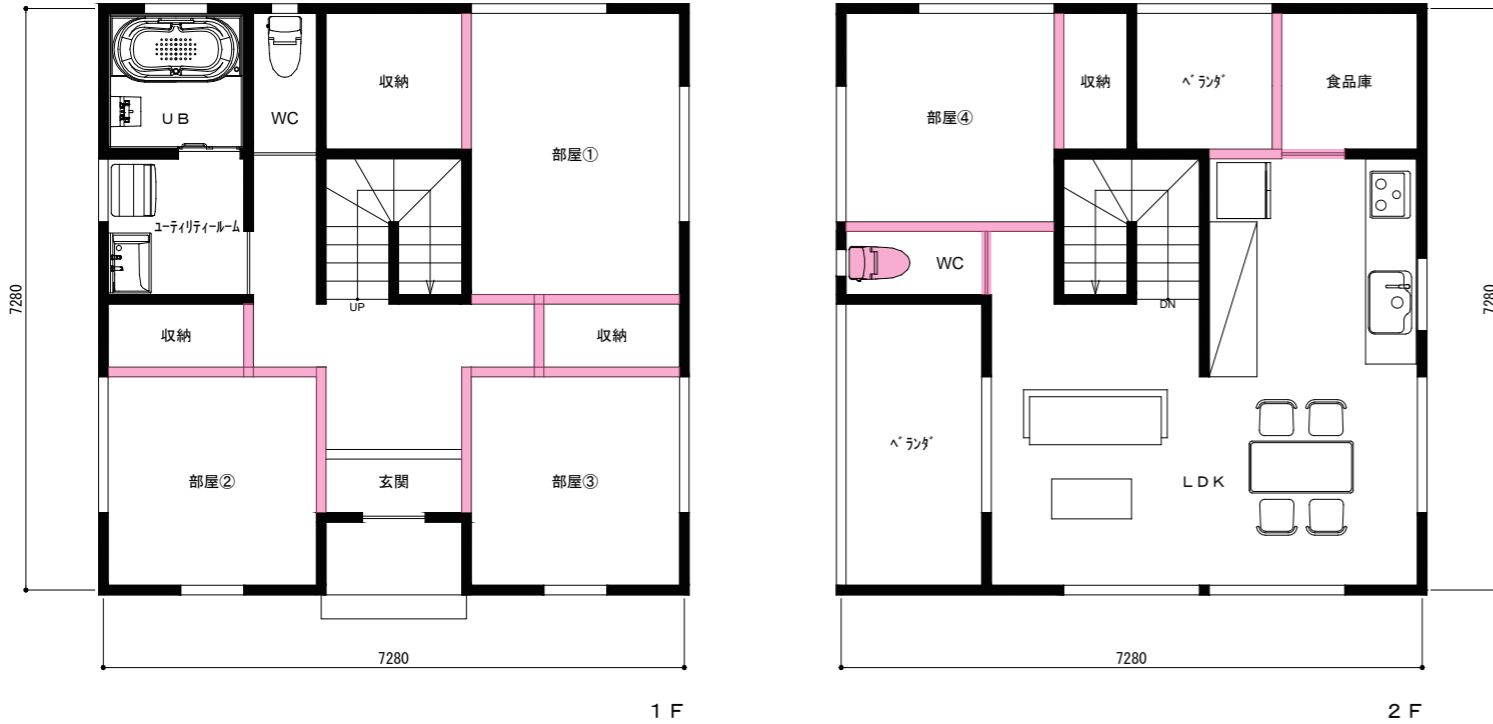 収納
UB
WC
部屋①
ユーティリティールーム
UP
収納
収納
部屋②
玄関
部屋③
7280
7280
1F
収納
ベランダ
食品庫
部屋④
WC
DN
ベランダ
LDK
7280
7280
2F